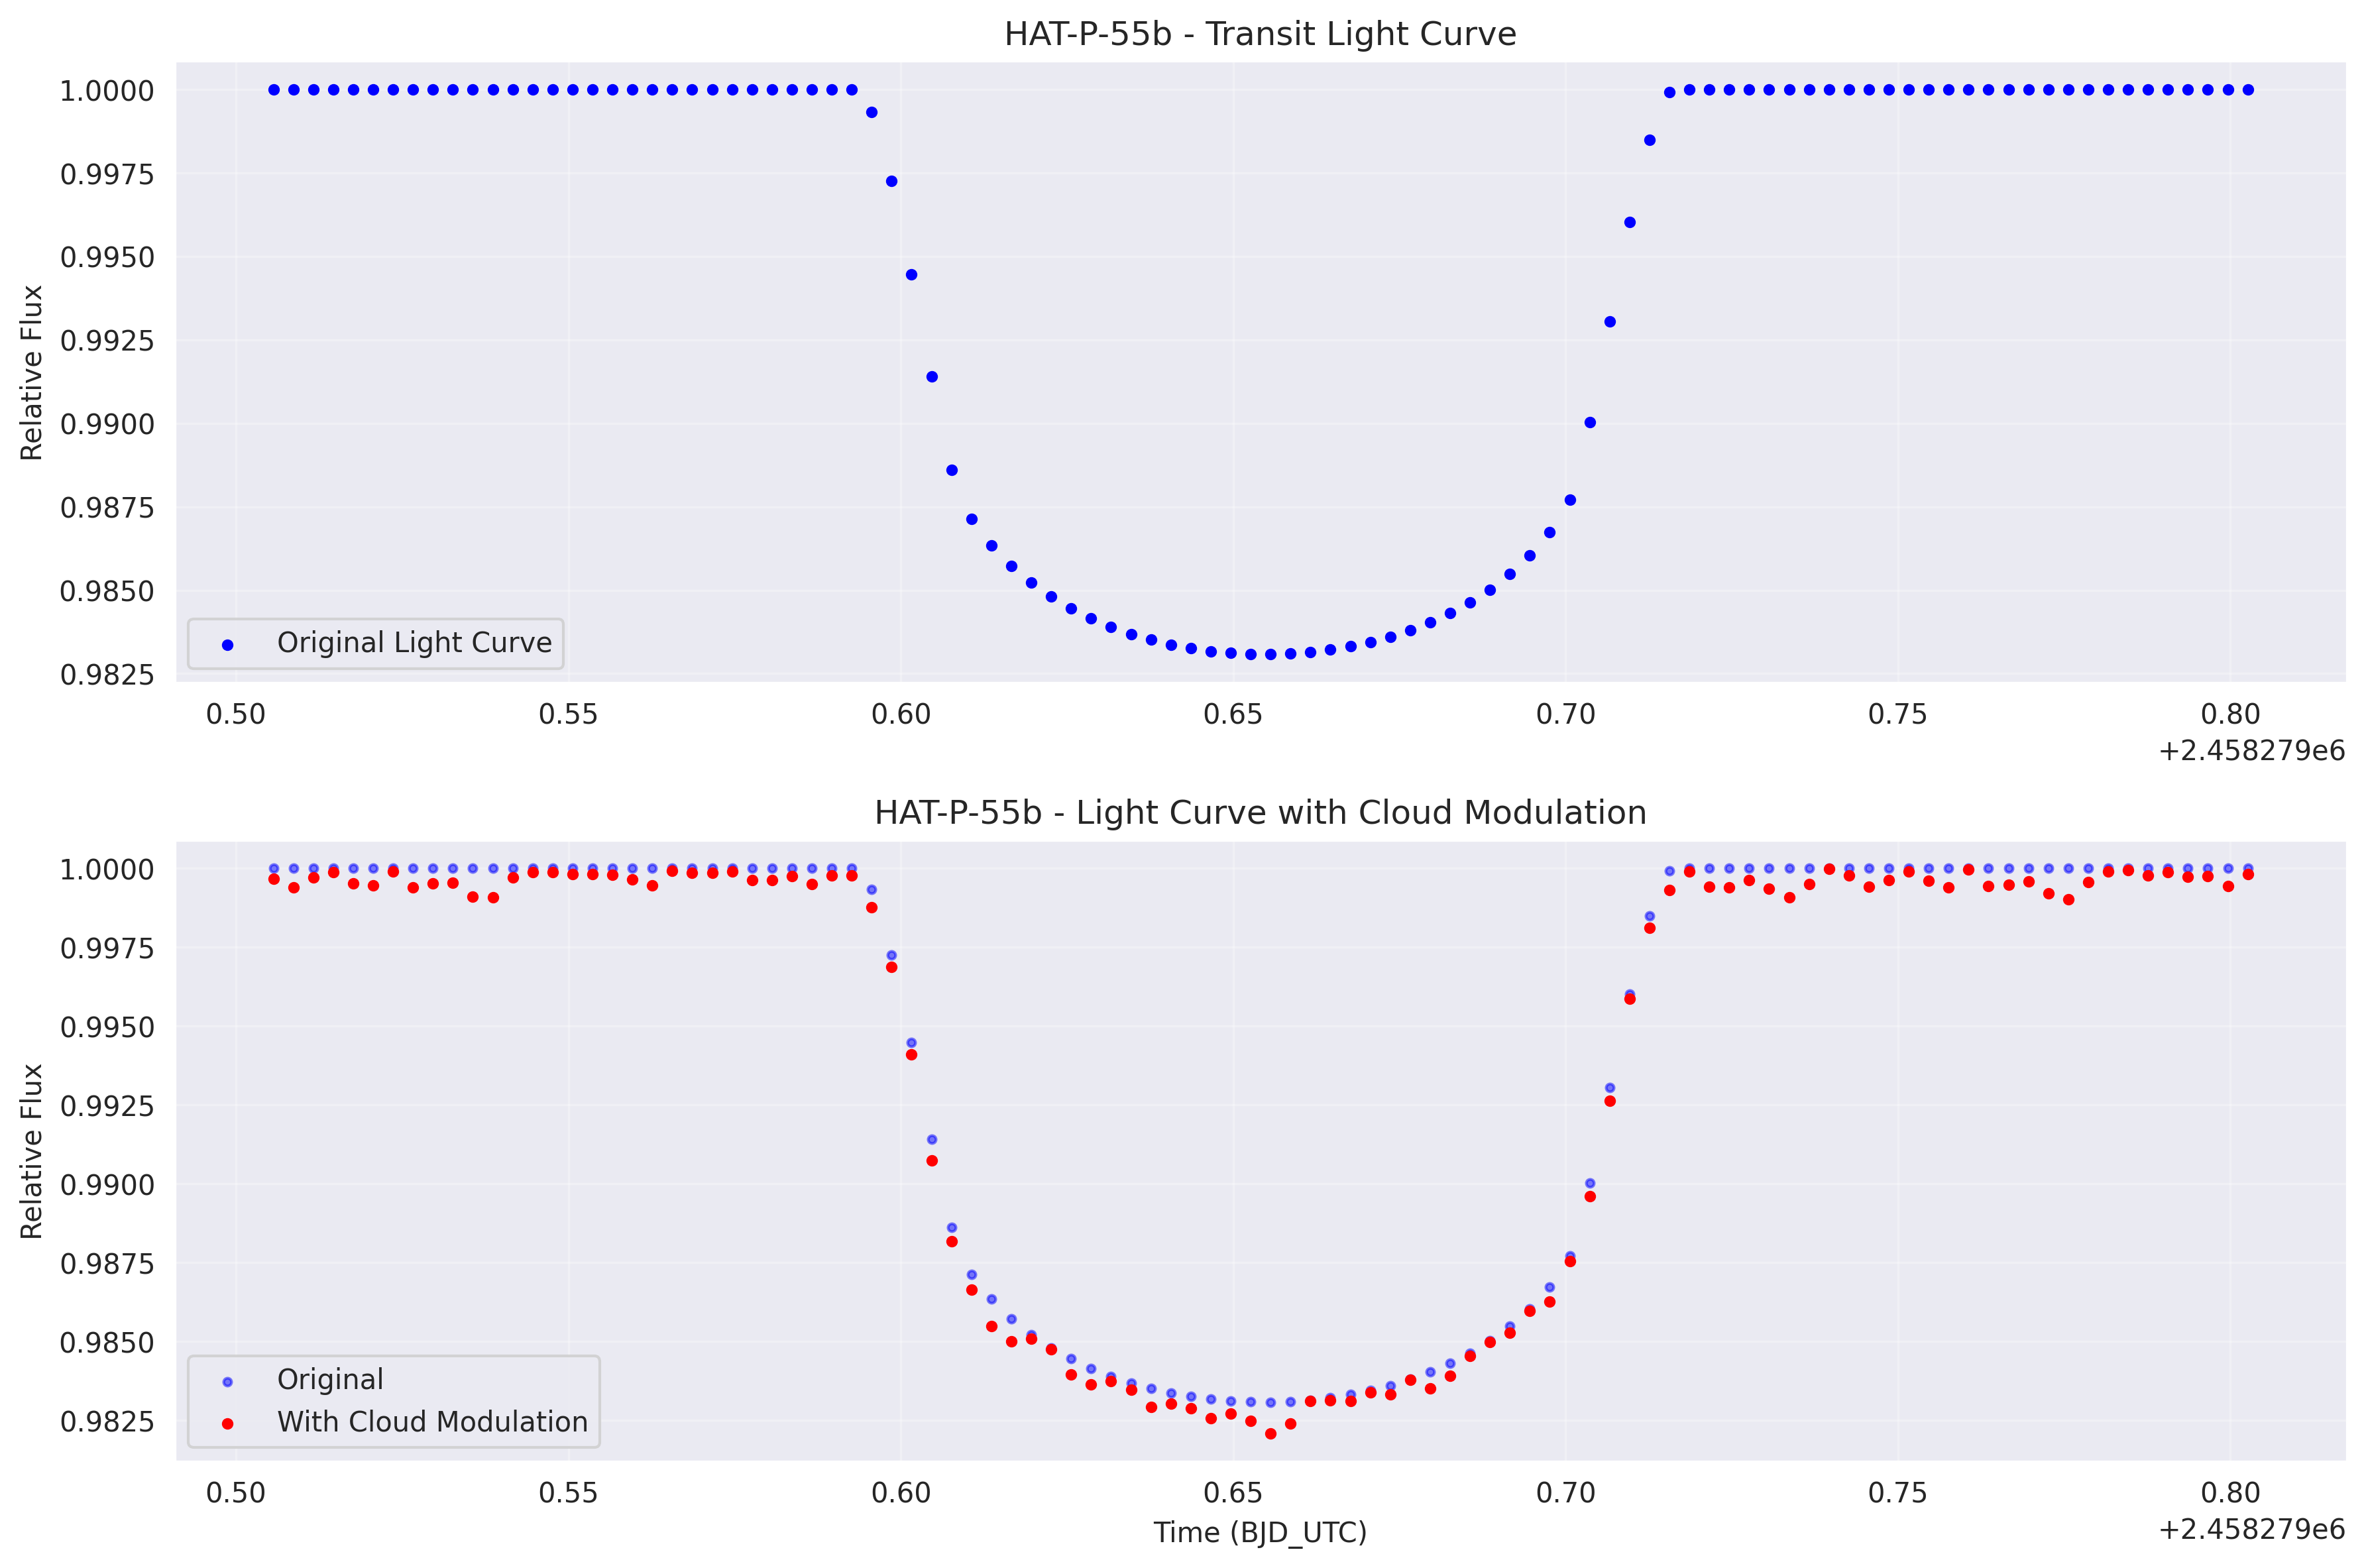 HAT-P-55b - Transit Light Curve
1.0000
0.9975
0.9950
0.9925
0.9900
0.9875
0.9850
0.9825
Relative Flux
Original Light Curve
0.50 0.55 0.60 0.65 0.70 0.75 0.80
+2.458279e6
HAT-P-55b - Light Curve with Cloud Modulation
1.0000
0.9975
0.9950
0.9925
0.9900
0.9875
0.9850
0.9825
Relative Flux
Original
With Cloud Modulation
0.50 0.55 0.60 0.65 0.70 0.75 0.80
Time (BJD_UTC)
+2.458279e6